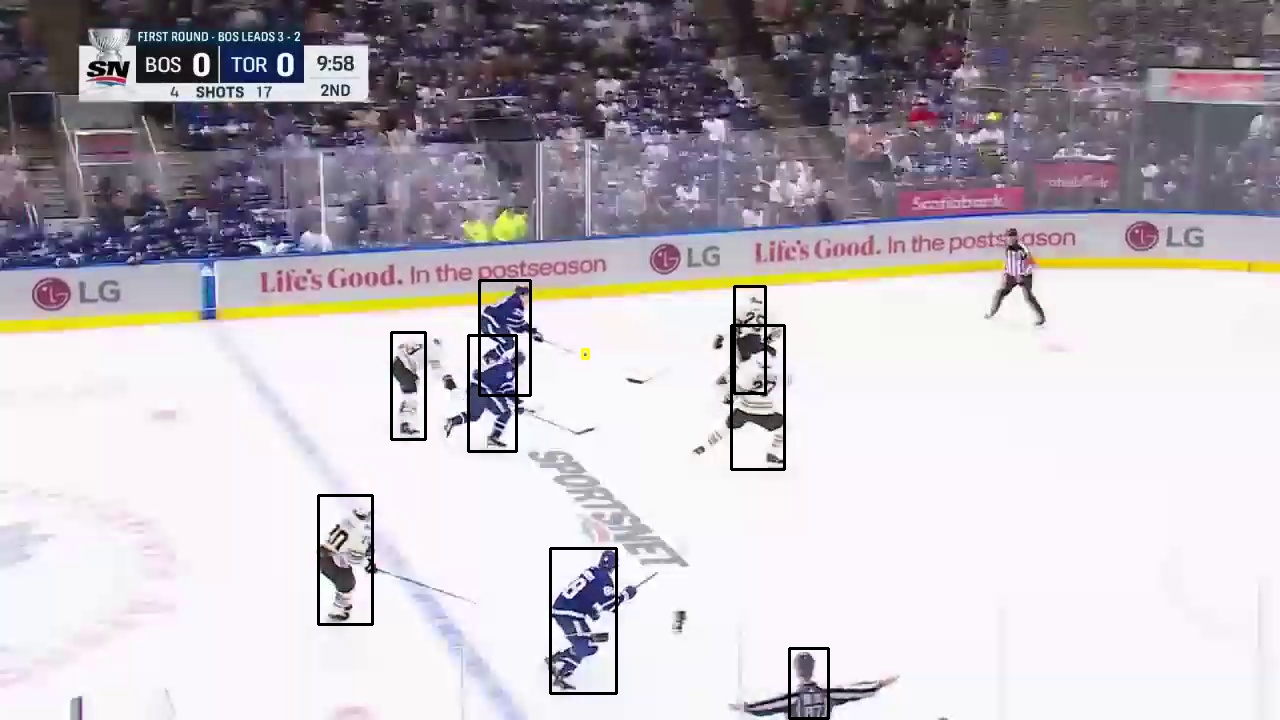 FIRST ROUND - BOS LEADS 3 - 2
SN BOS 0 TOR 0 9:58
4 SHOTS 17 2ND
Scotiabank
Life's Good. In the postseason LG Life's Good. In the postseason LG
LG
SPORTSNET